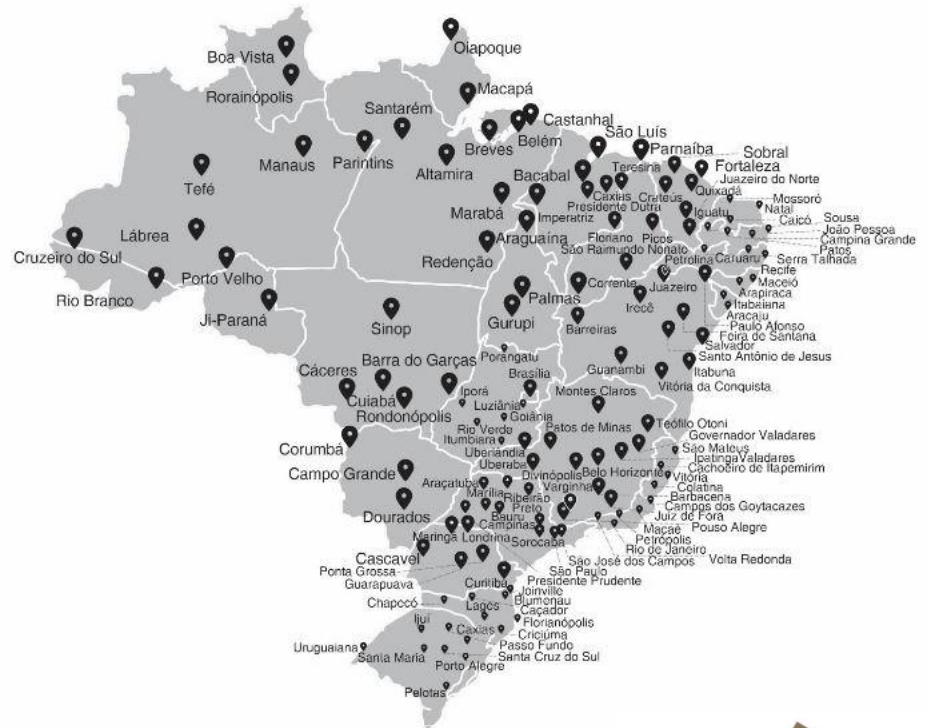 Oiapoque
Boa Vista
Rorainópolis
Macapá
Santarém
Castanhal
Belém
São Luís
Breves
Parnaíba
Manaus
Parintins
Altamira
Bacabal
Teresina
Sobral
Fortaleza
Juazeiro do Norte
Tefé
Caxias
Crateús
Quixadá
Mossoró
Marabá
Presidente Dutra
Natal
Imperatriz
Iguatu
Caicó
Sousa
Lábrea
Araguaína
Floriano
Picos
João Pessoa
Campina Grande
Cruzeiro do Sul
Redenção
São Raimundo Nonato
Patos
Petrolina
Caruaru
Serra Talhada
Porto Velho
Recife
Rio Branco
Corrente
Juazeiro
Maceió
Palmas
Arapiraca
Ji-Paraná
Irecê
Itabaiana
Sinop
Gurupi
Aracaju
Barreiras
Paulo Afonso
Feira de Santana
Salvador
Porangatu
Santo Antônio de Jesus
Barra do Garças
Cáceres
Guanambi
Itabuna
Brasília
Vitória da Conquista
Iporá
Montes Claros
Cuiabá
Luziânia
Rondonópolis
Goiânia
Rio Verde
Patos de Minas
Teófilo Otoni
Itumbiara
Governador Valadares
Corumbá
Uberlandia
São Mateus
Uberaba
IpatingaValadares
Campo Grande
Divinópolis
Belo Horizonte
Cachoeiro de Itapemirim
Araçatuba
Varginha
Vitória
Marília
Ribeirão
Colatina
Dourados
Preto
Barbacena
Bauru
Campos dos Goytacazes
Campinas
Juiz de Fora
Maringa
Londrina
Macaé
Pouso Alegre
Sorocaba
Petrópolis
Rio de Janeiro
Cascavel
São José dos Campos
Volta Redonda
Ponta Grossa
São Paulo
Guarapuava
Curitiba
Presidente Prudente
Joinville
Chapecó
Lages
Blumenau
Caçador
Ijuí
Florianópolis
Caxias
Criciúma
Uruguaiana
Passo Fundo
Santa Maria
Santa Cruz do Sul
Porto Alegre
Pelotas